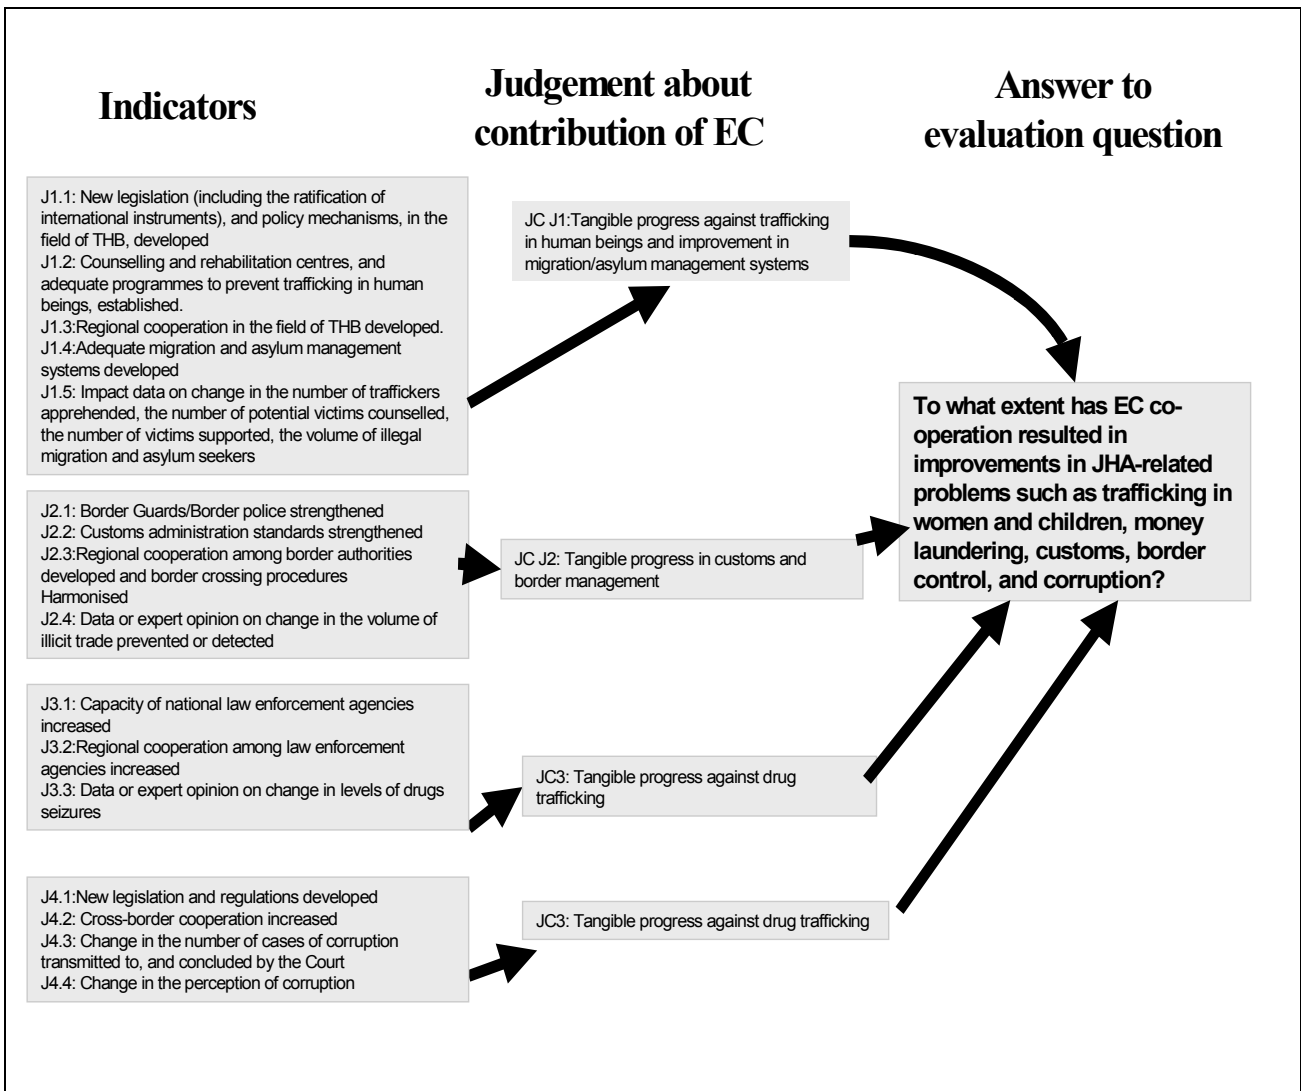 Indicators
Judgement about
contribution of EC
Answer to
evaluation question
J1.1: New legislation (including the ratification of
international instruments), and policy mechanisms, in the
field of THB, developed
J1.2: Counselling and rehabilitation centres, and
adequate programmes to prevent trafficking in human
beings, established.
J1.3:Regional cooperation in the field of THB developed.
J1.4:Adequate migration and asylum management
systems developed
J1.5: Impact data on change in the number of traffickers
apprehended, the number of potential victims counselled,
the number of victims supported, the volume of illegal
migration and asylum seekers
JC J1:Tangible progress against trafficking
in human beings and improvement in
migration/asylum management systems
To what extent has EC co-
operation resulted in
improvements in JHA-related
problems such as trafficking in
women and children, money
laundering, customs, border
control, and corruption?
J2.1: Border Guards/Border police strengthened
J2.2: Customs administration standards strengthened
J2.3:Regional cooperation among border authorities
developed and border crossing procedures
Harmonised
J2.4: Data or expert opinion on change in the volume of
illicit trade prevented or detected
JC J2: Tangible progress in customs and
border management
J3.1: Capacity of national law enforcement agencies
increased
J3.2:Regional cooperation among law enforcement
agencies increased
J3.3: Data or expert opinion on change in levels of drugs
seizures
JC3: Tangible progress against drug
trafficking
J4.1:New legislation and regulations developed
J4.2: Cross-border cooperation increased
J4.3: Change in the number of cases of corruption
transmitted to, and concluded by the Court
J4.4: Change in the perception of corruption
JC3: Tangible progress against drug trafficking